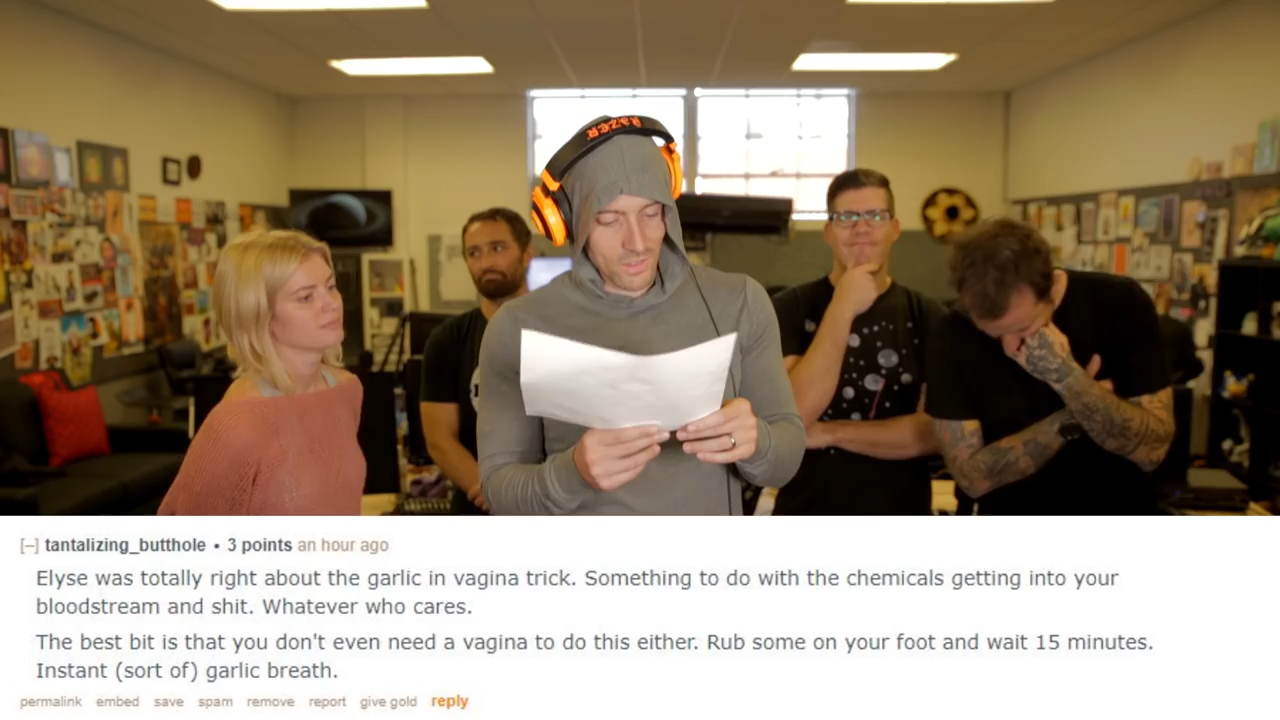 RAZER
[–] tantalizing_butthole • 3 points an hour ago
Elyse was totally right about the garlic in vagina trick. Something to do with the chemicals getting into your
bloodstream and shit. Whatever who cares.
The best bit is that you don't even need a vagina to do this either. Rub some on your foot and wait 15 minutes.
Instant (sort of) garlic breath.
permalink embed save spam remove report give gold reply